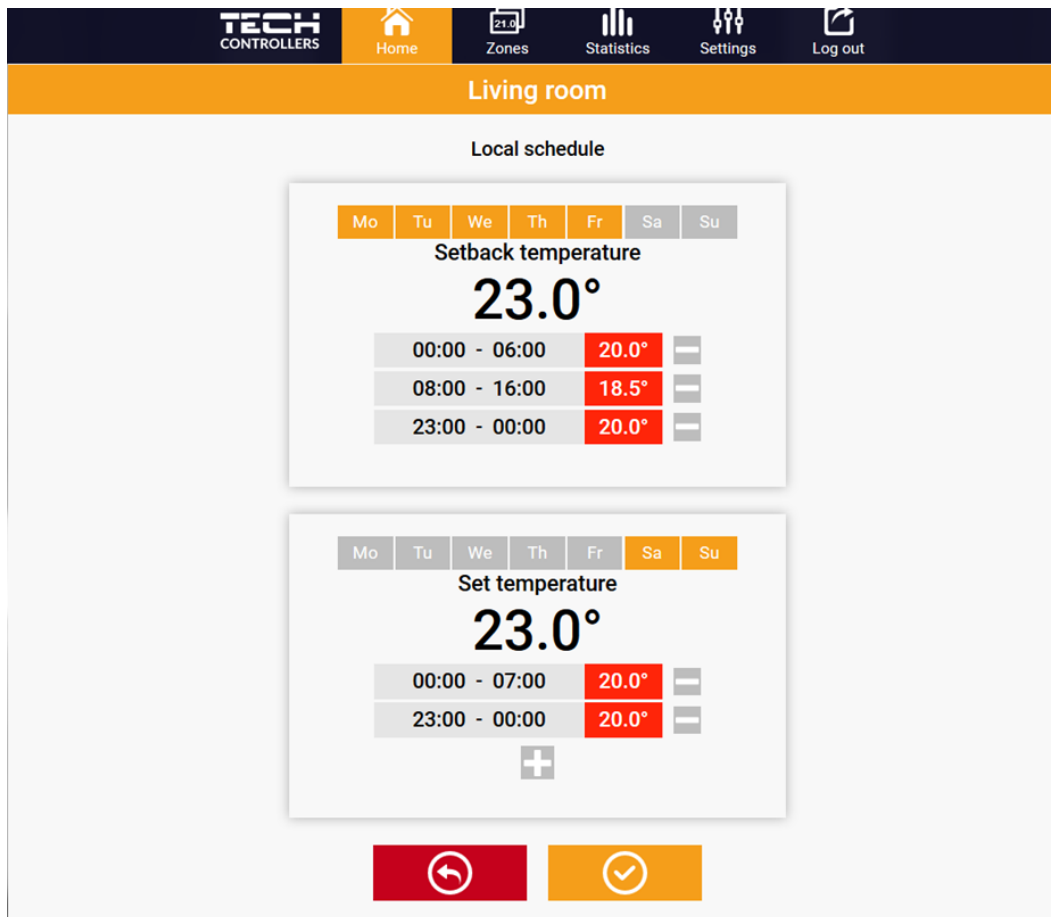 TECH
CONTROLLERS
21.0
Home Zones Statistics Settings Log out
Living room
Local schedule
Mo Tu We Th Fr Sa Su
Setback temperature
23.0°
00:00 - 06:00 20.0°
08:00 - 16:00 18.5°
23:00 - 00:00 20.0°
Mo Tu We Th Fr Sa Su
Set temperature
23.0°
00:00 - 07:00 20.0°
23:00 - 00:00 20.0°